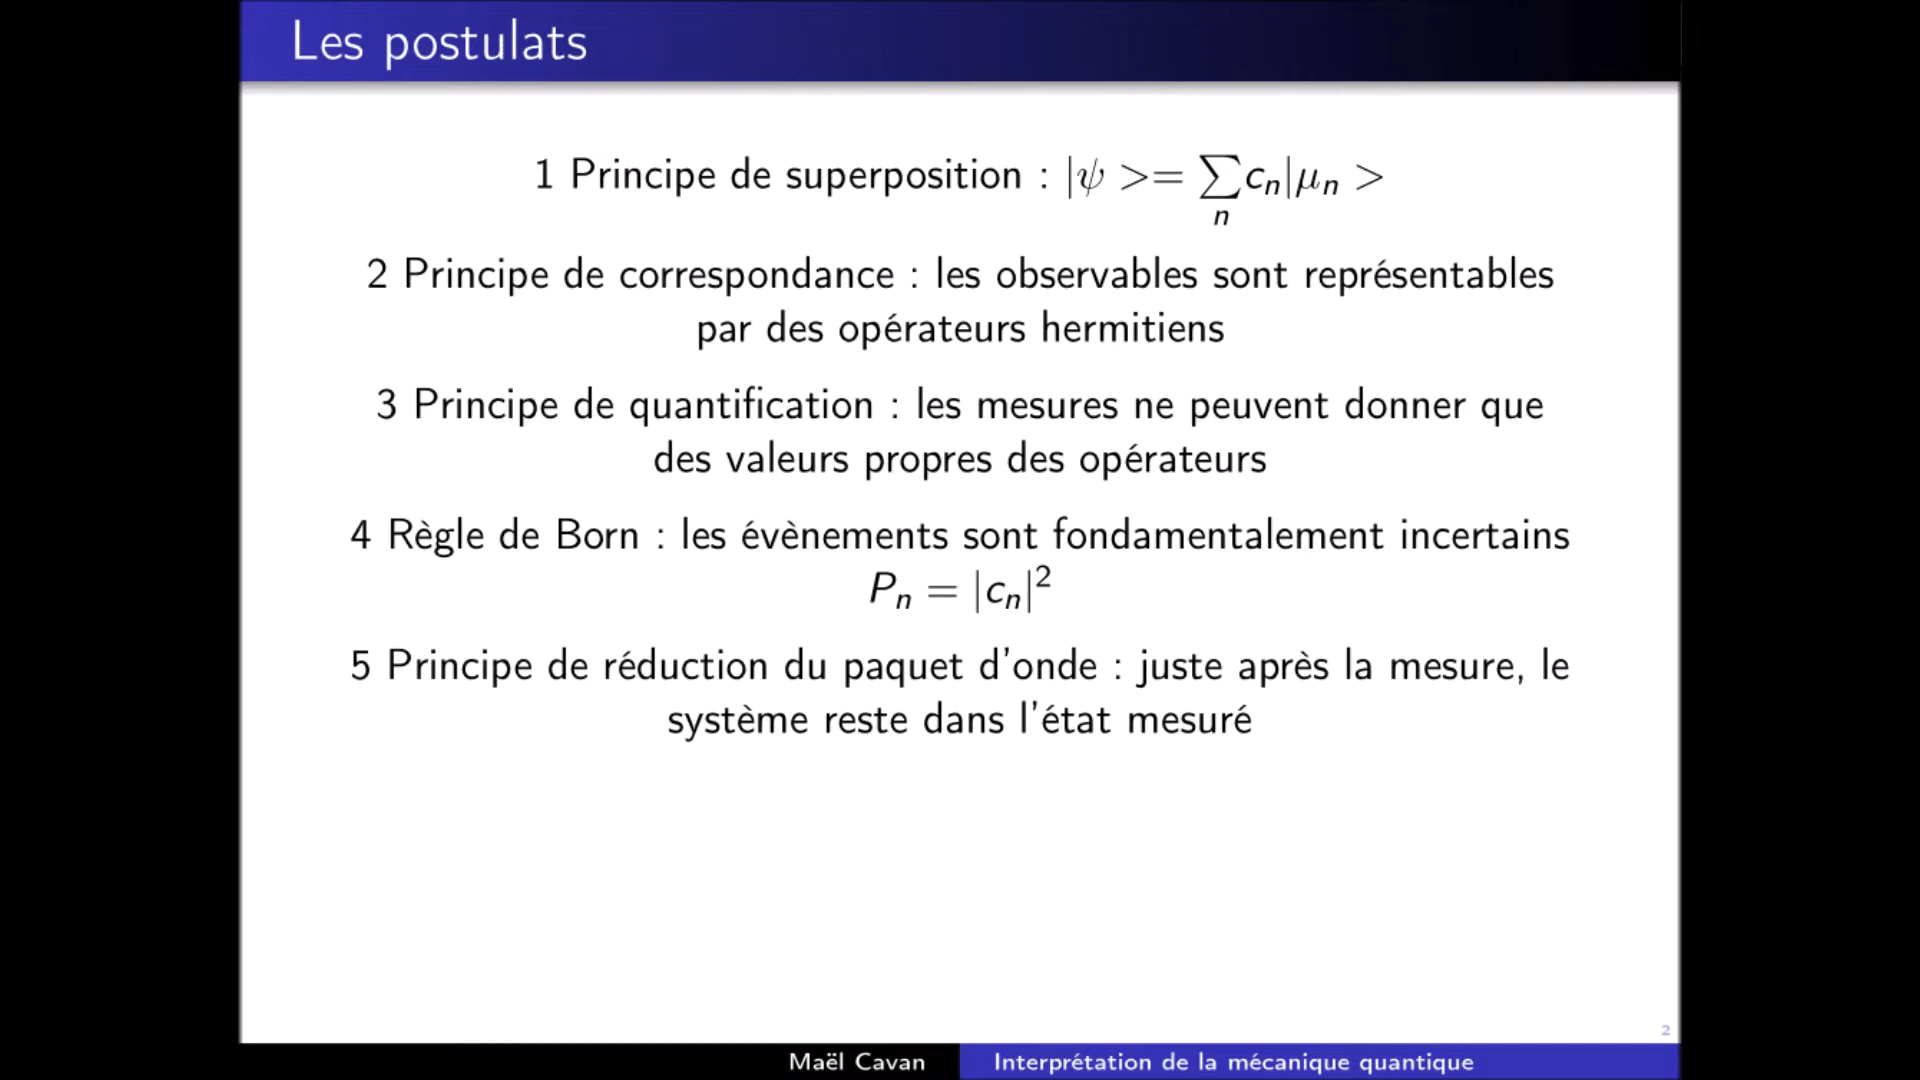 Les postulats
1 Principe de superposition : |ψ >= ∑ cₙ|μₙ >
n
2 Principe de correspondance : les observables sont représentables
par des opérateurs hermitiens
3 Principe de quantification : les mesures ne peuvent donner que
des valeurs propres des opérateurs
4 Règle de Born : les évènements sont fondamentalement incertains
Pₙ = |cₙ|²
5 Principe de réduction du paquet d'onde : juste après la mesure, le
système reste dans l'état mesuré
2
Maël Cavan Interprétation de la mécanique quantique